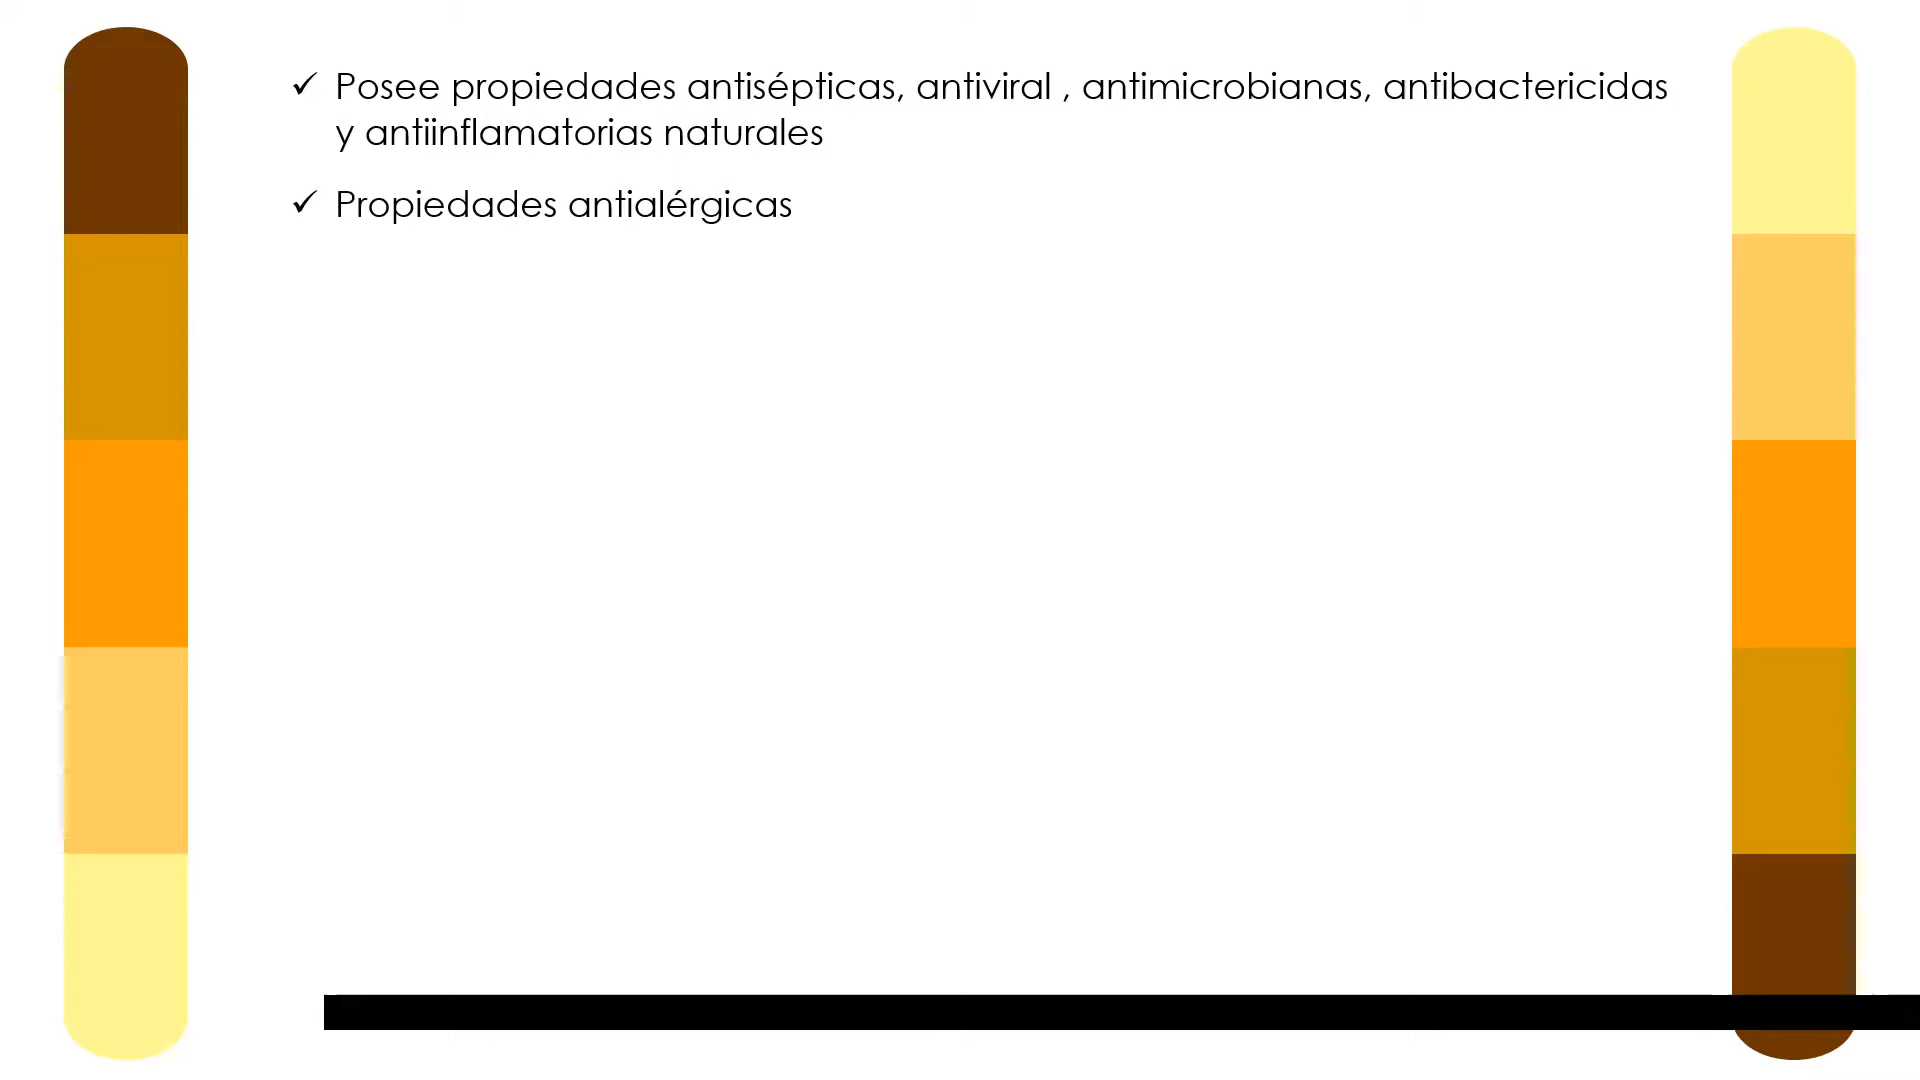 ✓ Posee propiedades antisépticas, antiviral , antimicrobianas, antibactericidas
y antiinflamatorias naturales
✓ Propiedades antialérgicas